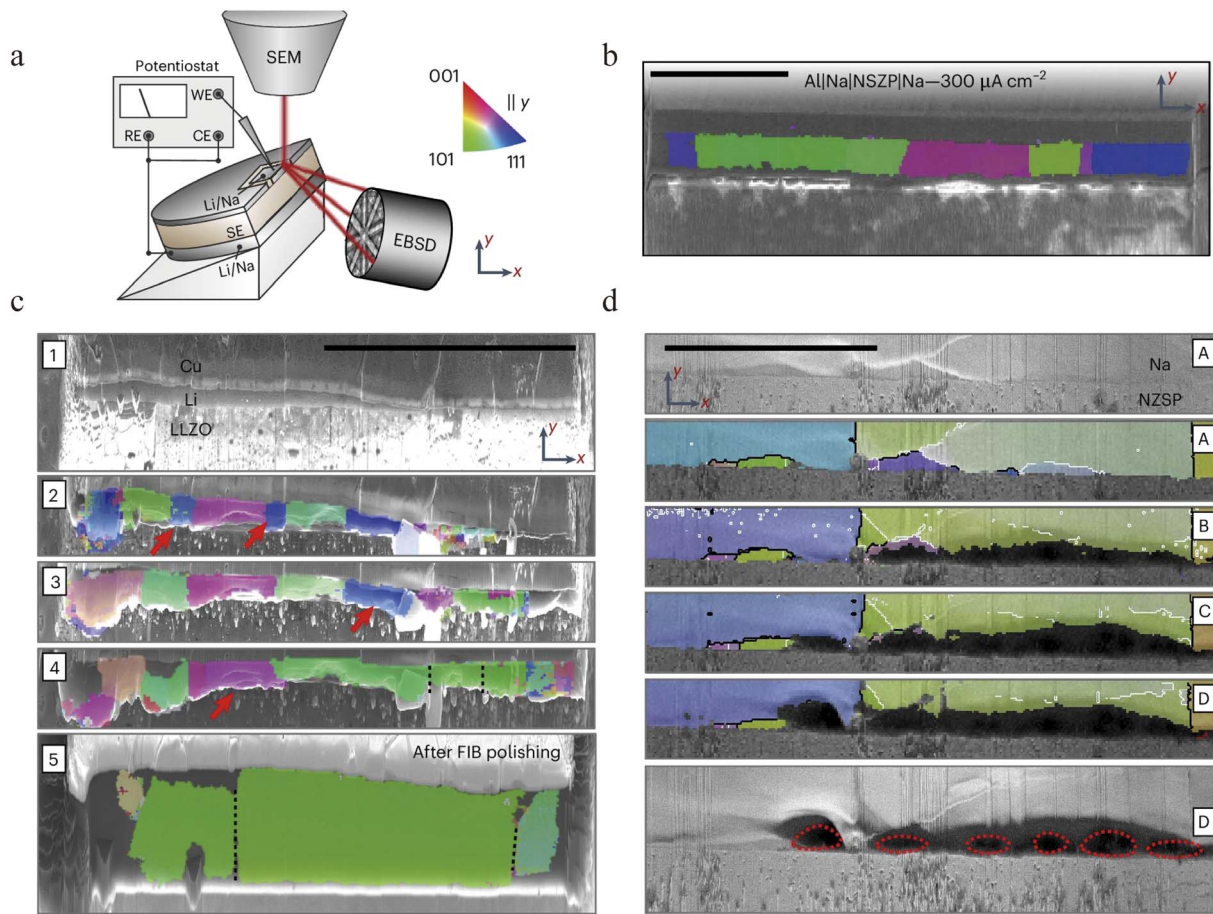 a
SEM
Potentiostat
WE
RE
CE
001
|| y
101
111
Li/Na
SE
Li/Na
EBSD
y
x
b
Al|Na|NSZP|Na—300 µA cm⁻²
y
x
c
1
Cu
Li
LLZO
y
x
2
3
4
5
After FIB polishing
d
A
Na
y
x
NZSP
A
B
C
D
D